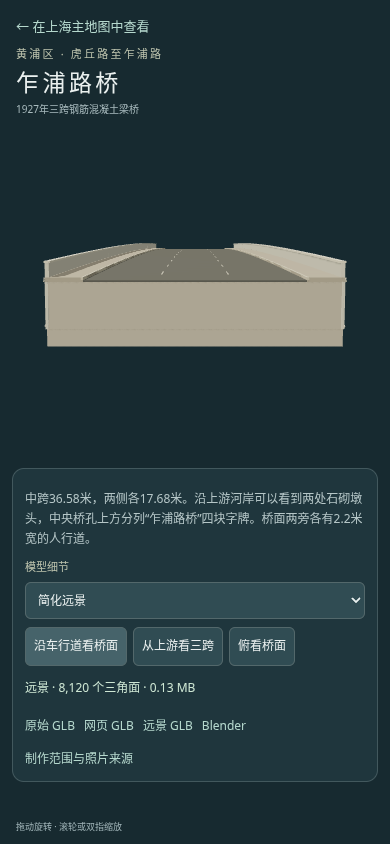 ← 在上海主地图中查看
黄浦区 · 虎丘路至乍浦路
乍浦路桥
1927年三跨钢筋混凝土梁桥
中跨36.58米，两侧各17.68米。沿上游河岸可以看到两处石砌墩
头，中央桥孔上方分列“乍浦路桥”四块字牌。桥面两旁各有2.2米
宽的人行道。
模型细节
简化远景
沿车行道看桥面 从上游看三跨 俯看桥面
远景 · 8,120 个三角面 · 0.13 MB
原始 GLB 网页 GLB 远景 GLB Blender
制作范围与照片来源
拖动旋转 · 滚轮或双指缩放